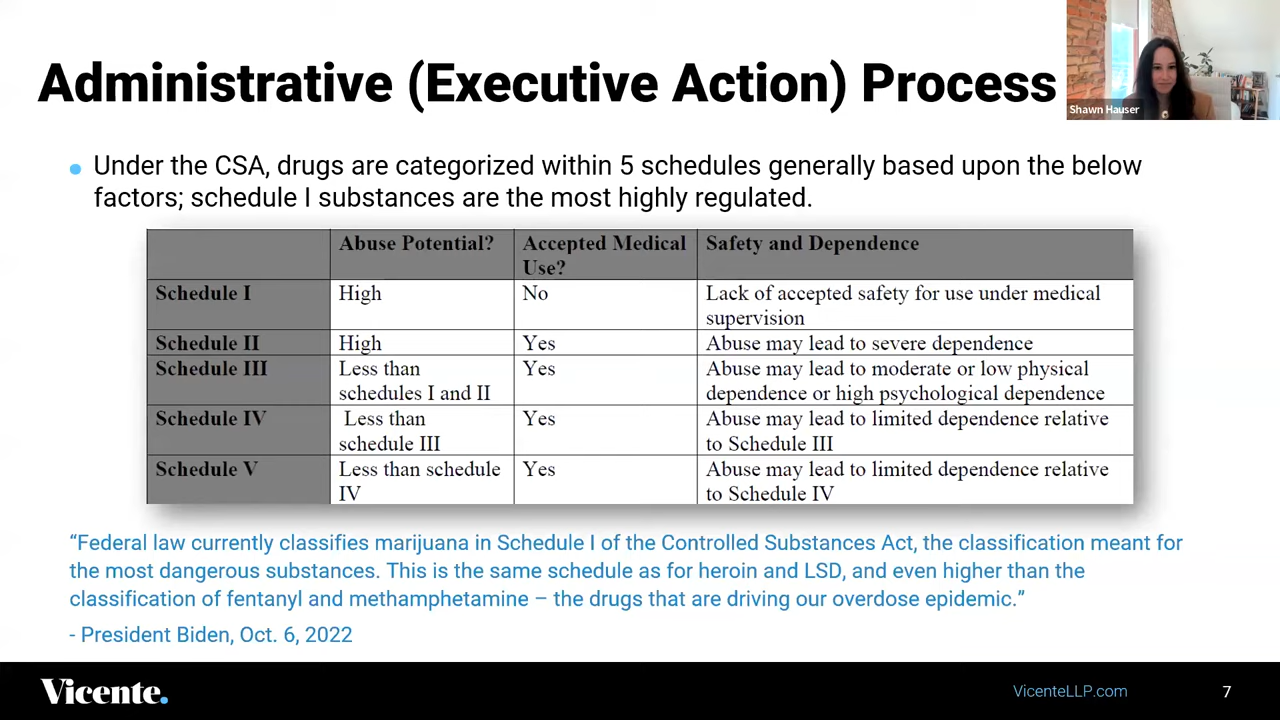 Administrative (Executive Action) Process
Shawn Hauser
Under the CSA, drugs are categorized within 5 schedules generally based upon the below
factors; schedule I substances are the most highly regulated.
Abuse Potential? Accepted Medical Use? Safety and Dependence
Schedule I High No Lack of accepted safety for use under medical supervision
Schedule II High Yes Abuse may lead to severe dependence
Schedule III Less than schedules I and II Yes Abuse may lead to moderate or low physical dependence or high psychological dependence
Schedule IV Less than schedule III Yes Abuse may lead to limited dependence relative to Schedule III
Schedule V Less than schedule IV Yes Abuse may lead to limited dependence relative to Schedule IV
“Federal law currently classifies marijuana in Schedule I of the Controlled Substances Act, the classification meant for
the most dangerous substances. This is the same schedule as for heroin and LSD, and even higher than the
classification of fentanyl and methamphetamine – the drugs that are driving our overdose epidemic.”
- President Biden, Oct. 6, 2022
Vicente.
VicenteLLP.com
7